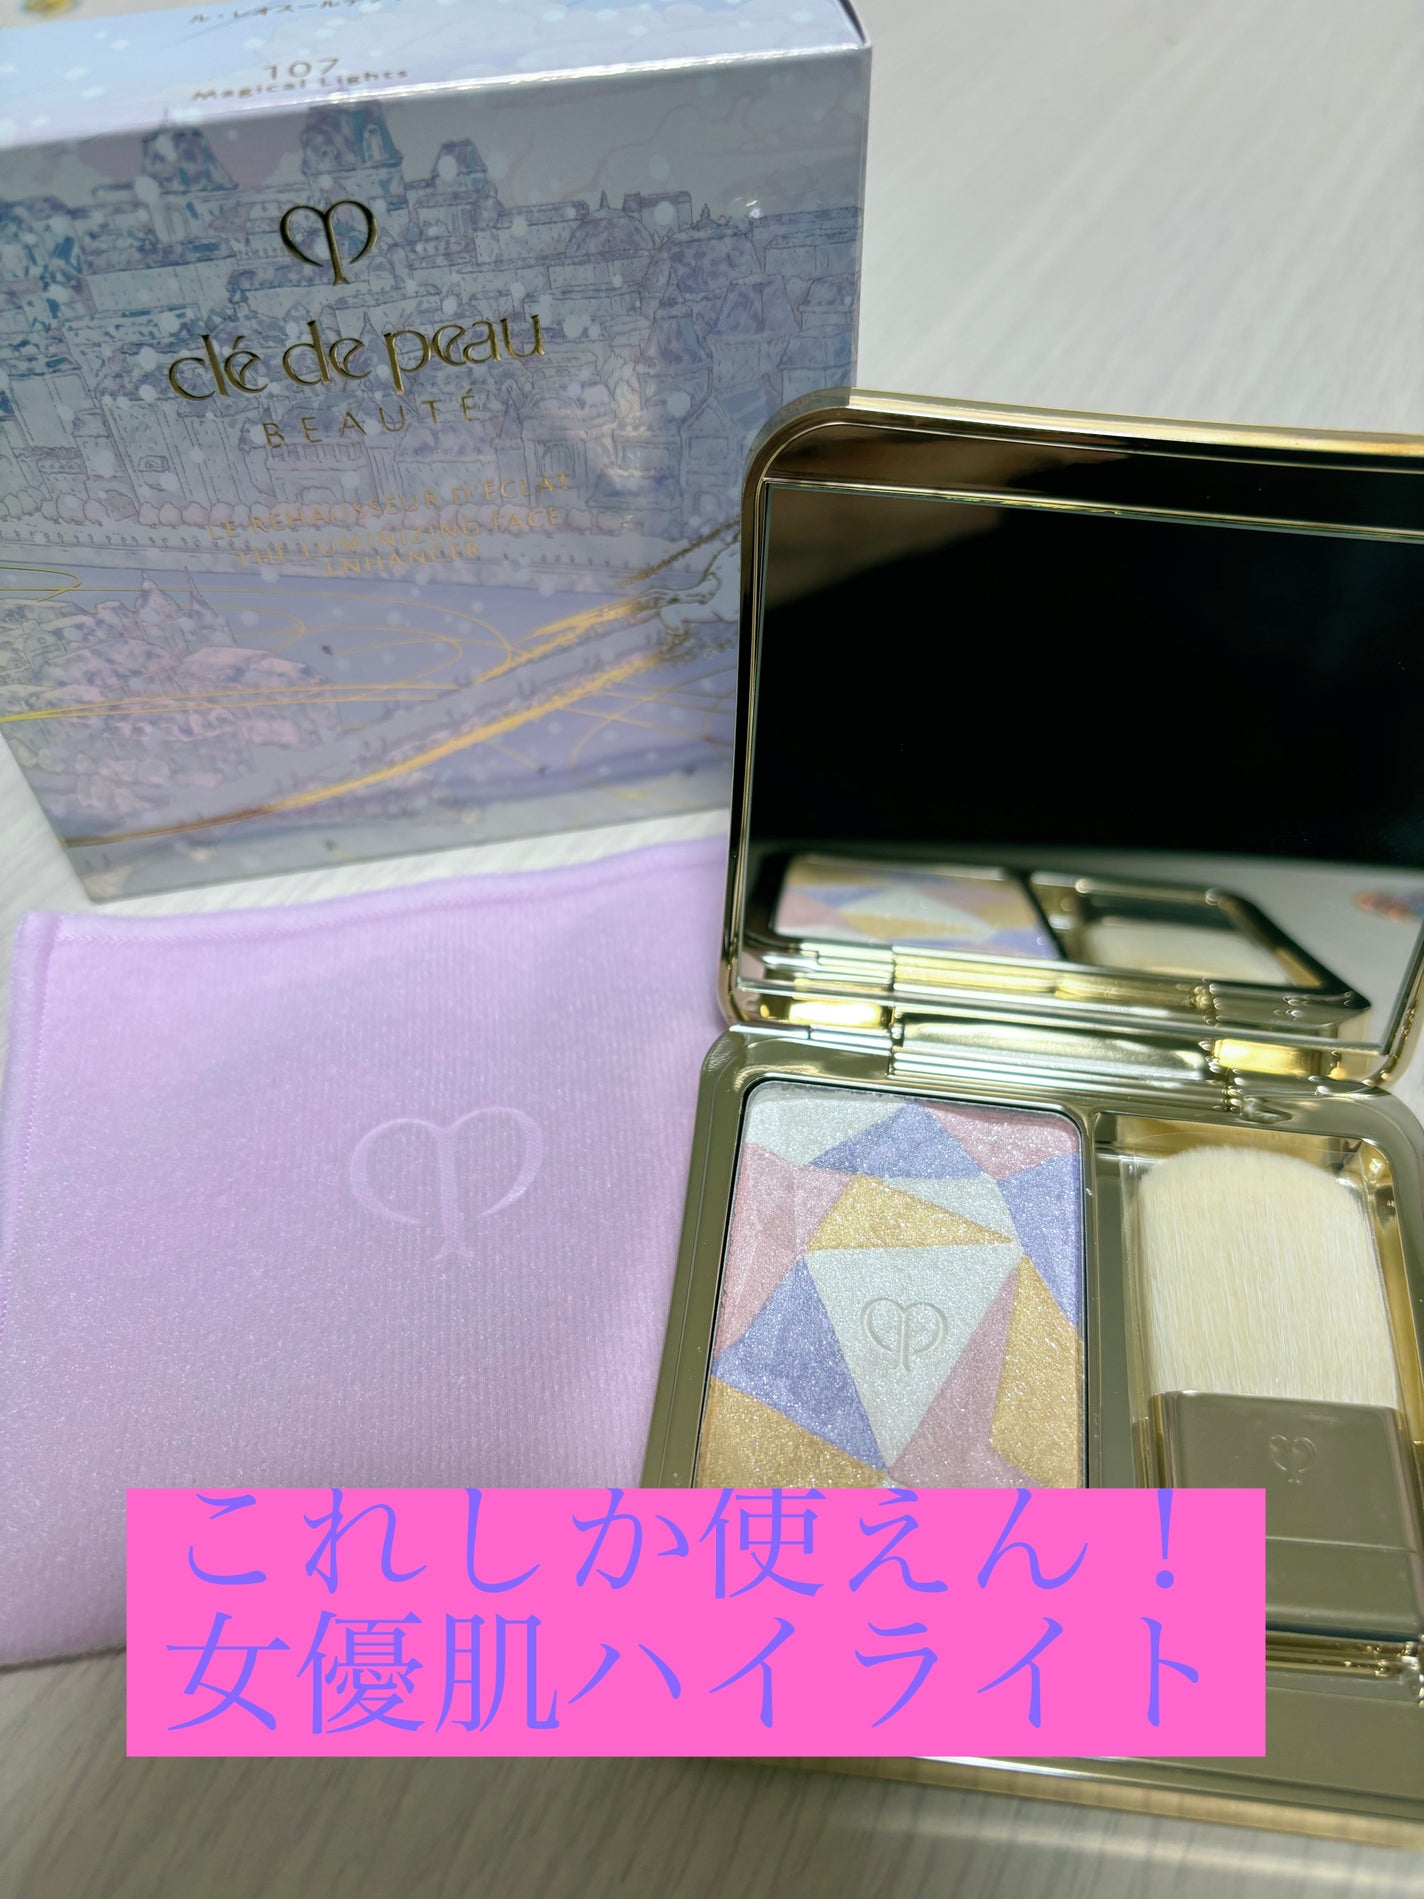 107
Magical Lights
clé de peau
BEAUTÉ
LE REHAUSSEUR D'ÉCLAT
THE LUMINIZING FACE
ENHANCER
これしか使えん！
女優肌ハイライト